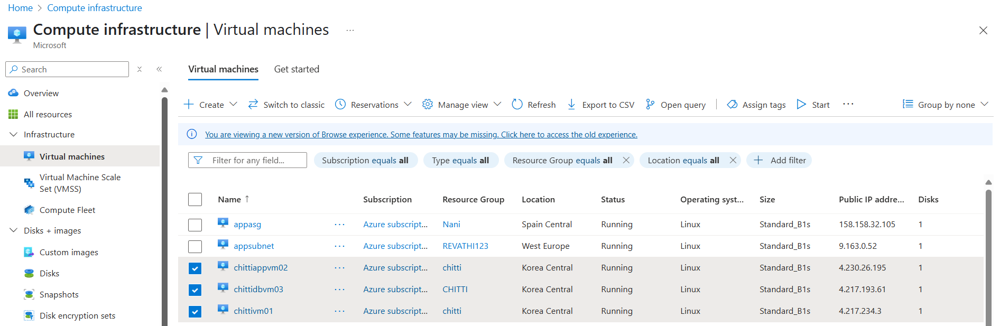 Home > Compute infrastructure
Compute infrastructure | Virtual machines ...
Microsoft
Search
Overview
All resources
Infrastructure
Virtual machines
Virtual Machine Scale
Set (VMSS)
Compute Fleet
Disks + images
Custom images
Disks
Snapshots
Disk encryption sets
Virtual machines Get started
Create Switch to classic Reservations Manage view Refresh Export to CSV Open query Assign tags Start ... Group by none
You are viewing a new version of Browse experience. Some features may be missing. Click here to access the old experience.
Filter for any field... Subscription equals all Type equals all Resource Group equals all Location equals all Add filter
Name ↑ Subscription Resource Group Location Status Operating syst... Size Public IP addre... Disks
appasg ... Azure subscript... Nani Spain Central Running Linux Standard_B1s 158.158.32.105 1
appsubnet ... Azure subscript... REVATHI123 West Europe Running Linux Standard_B1s 9.163.0.52 1
chittiappvm02 ... Azure subscript... chitti Korea Central Running Linux Standard_B1s 4.230.26.195 1
chittidbvm03 ... Azure subscript... CHITTI Korea Central Running Linux Standard_B1s 4.217.193.61 1
chittivm01 ... Azure subscript... chitti Korea Central Running Linux Standard_B1s 4.217.234.3 1